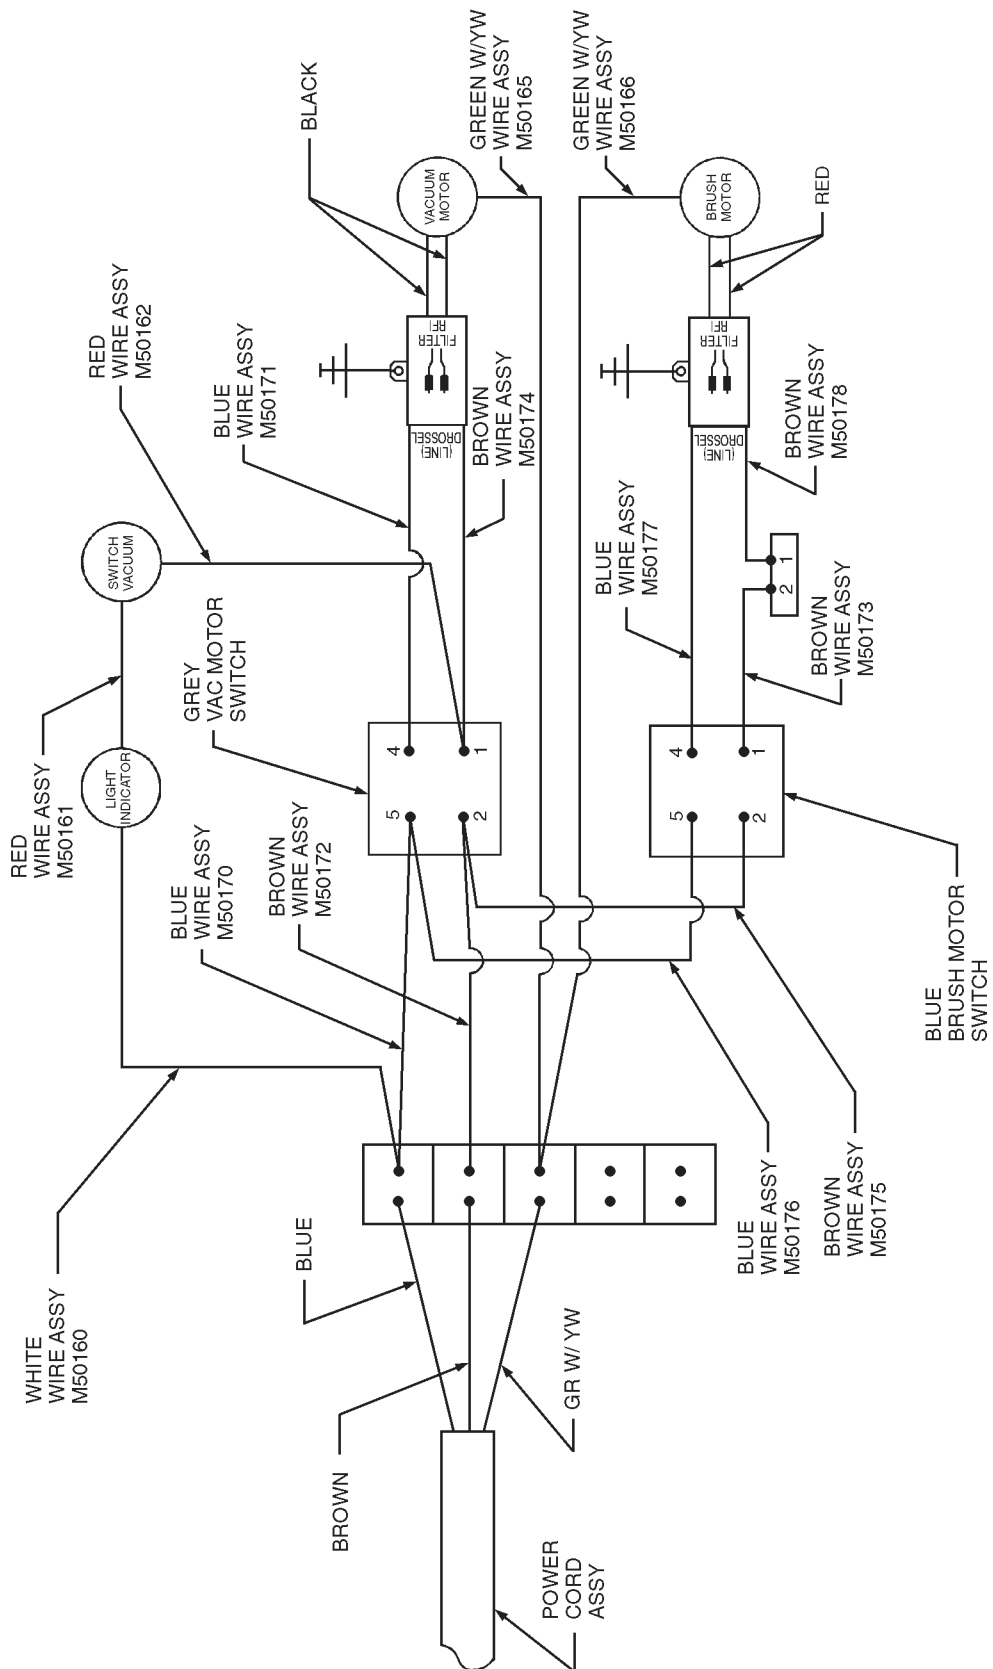 RED
WIRE ASSY
M50161
WHITE
WIRE ASSY
M50160
RED
WIRE ASSY
M50162
SWITCH
VACUUM
LIGHT
INDICATOR
BLUE
WIRE ASSY
M50170
GREY
VAC MOTOR
SWITCH
BLUE
WIRE ASSY
M50171
BLACK
BROWN
WIRE ASSY
M50172
VACUUM
MOTOR
GREEN W/YW
WIRE ASSY
M50165
FILTER
RFI
(LINE)
DROSSEL
BROWN
WIRE ASSY
M50174
5
4
2
1
GREEN W/YW
WIRE ASSY
M50166
BLUE
BROWN
GR W/ YW
POWER
CORD
ASSY
BLUE
WIRE ASSY
M50177
BRUSH
MOTOR
RED
FILTER
RFI
(LINE)
DROSSEL
BROWN
WIRE ASSY
M50178
2
1
BROWN
WIRE ASSY
M50173
5
4
2
1
BLUE
WIRE ASSY
M50176
BROWN
WIRE ASSY
M50175
BLUE
BRUSH MOTOR
SWITCH